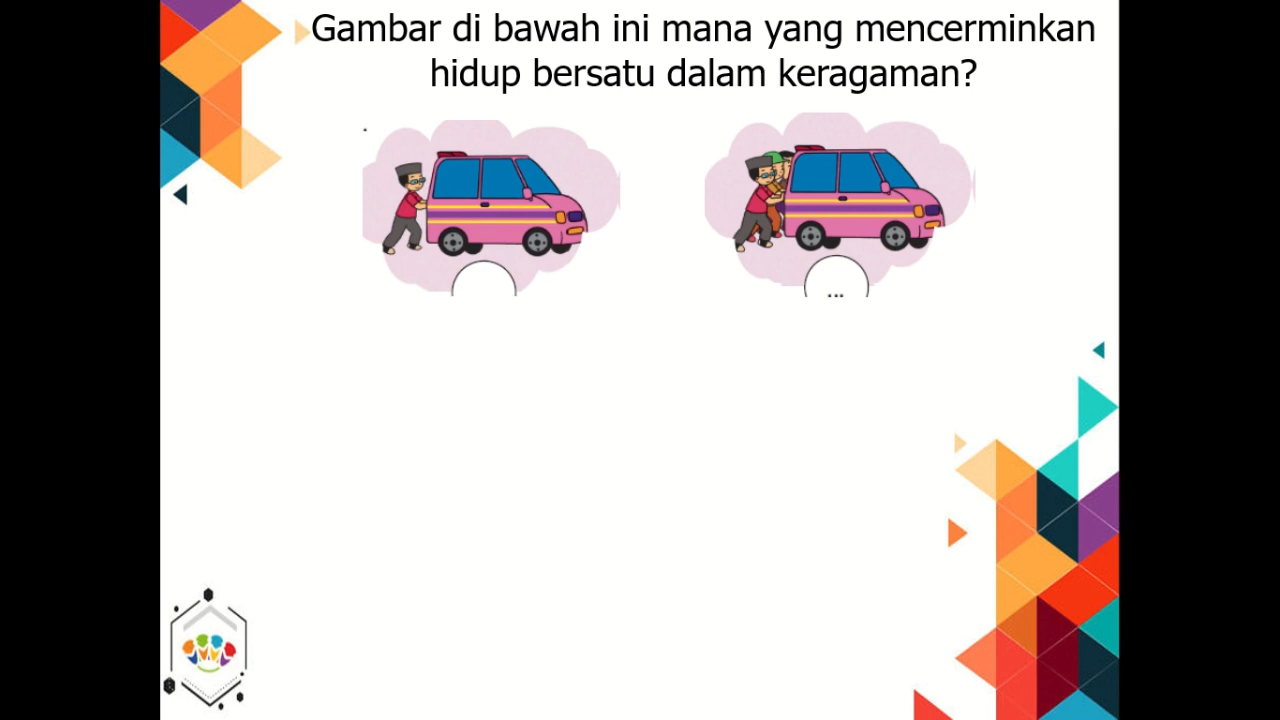 Gambar di bawah ini mana yang mencerminkan
hidup bersatu dalam keragaman?
...